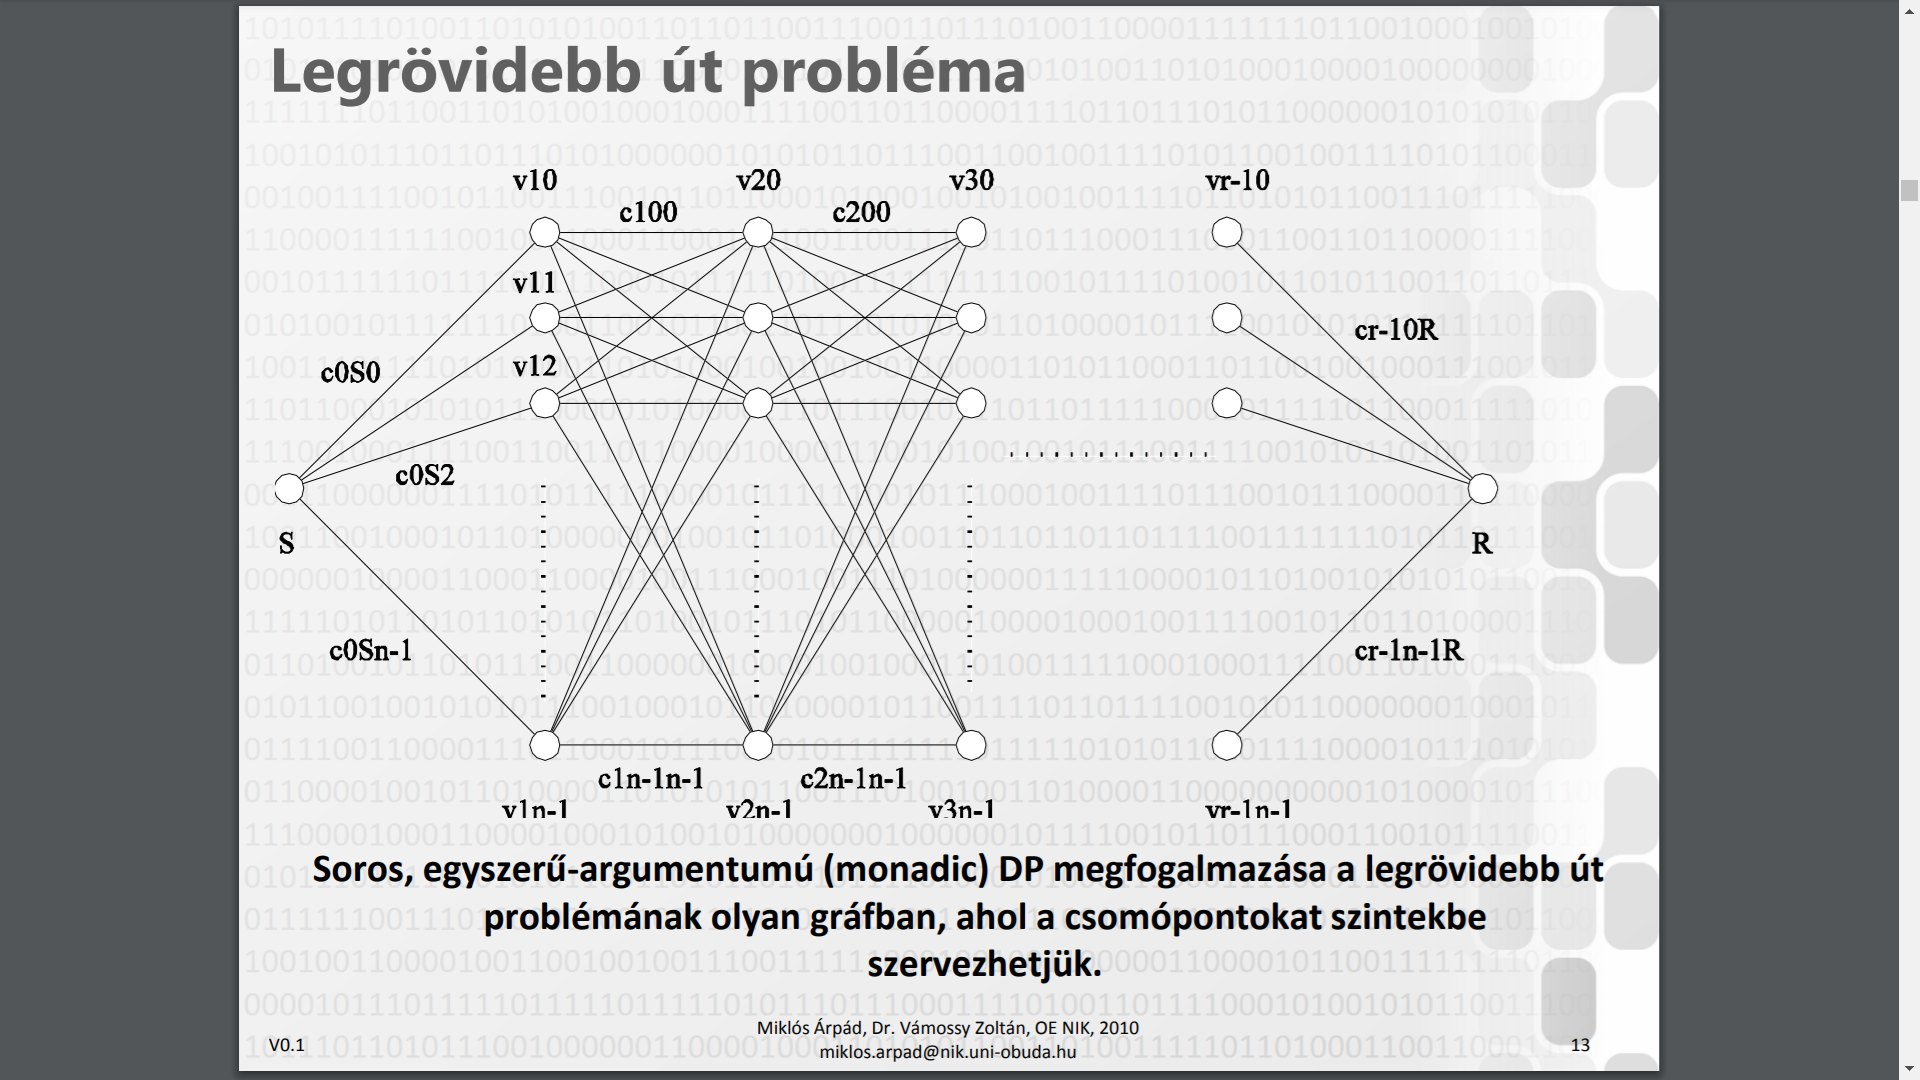 Legrövidebb út probléma
v10
v20
v30
vr-10
c100
c200
v11
cr-10R
v12
c0S0
c0S2
S
R
c0Sn-1
cr-1n-1R
c1n-1n-1
c2n-1n-1
v1n-1
v2n-1
v3n-1
vr-1n-1
Soros, egyszerű-argumentumú (monadic) DP megfogalmazása a legrövidebb út
problémának olyan gráfban, ahol a csomópontokat szintekbe
szervezhetjük.
V0.1
Miklós Árpád, Dr. Vámossy Zoltán, OE NIK, 2010
miklos.arpad@nik.uni-obuda.hu
13